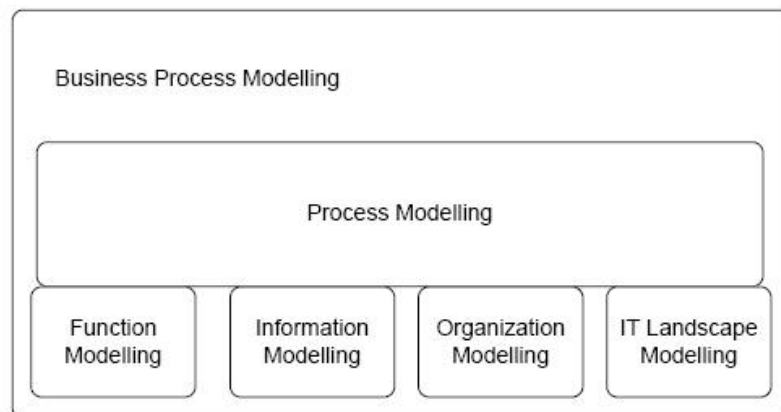 Business Process Modelling
Process Modelling
Function
Modelling
Information
Modelling
Organization
Modelling
IT Landscape
Modelling